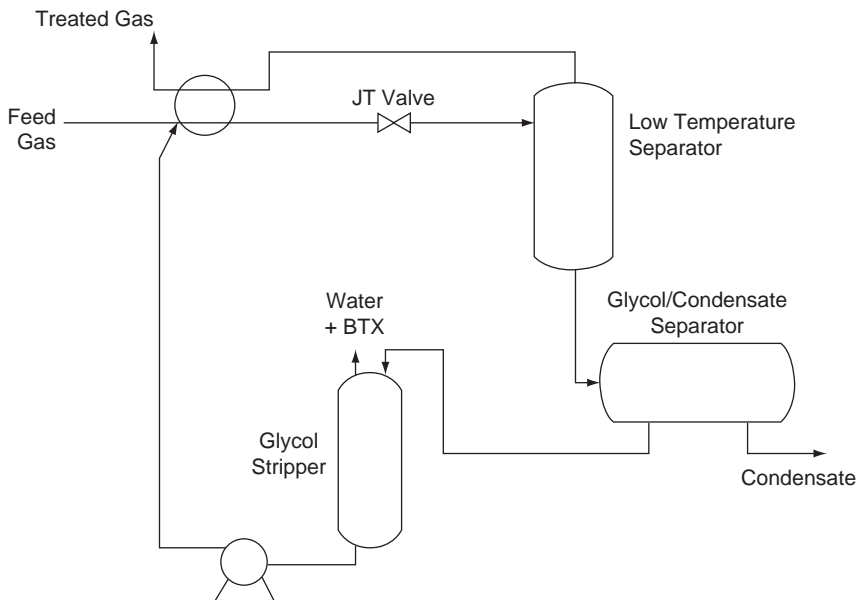 Treated Gas
JT Valve
Feed
Gas
Low Temperature
Separator
Water
+ BTX
Glycol/Condensate
Separator
Glycol
Stripper
Condensate